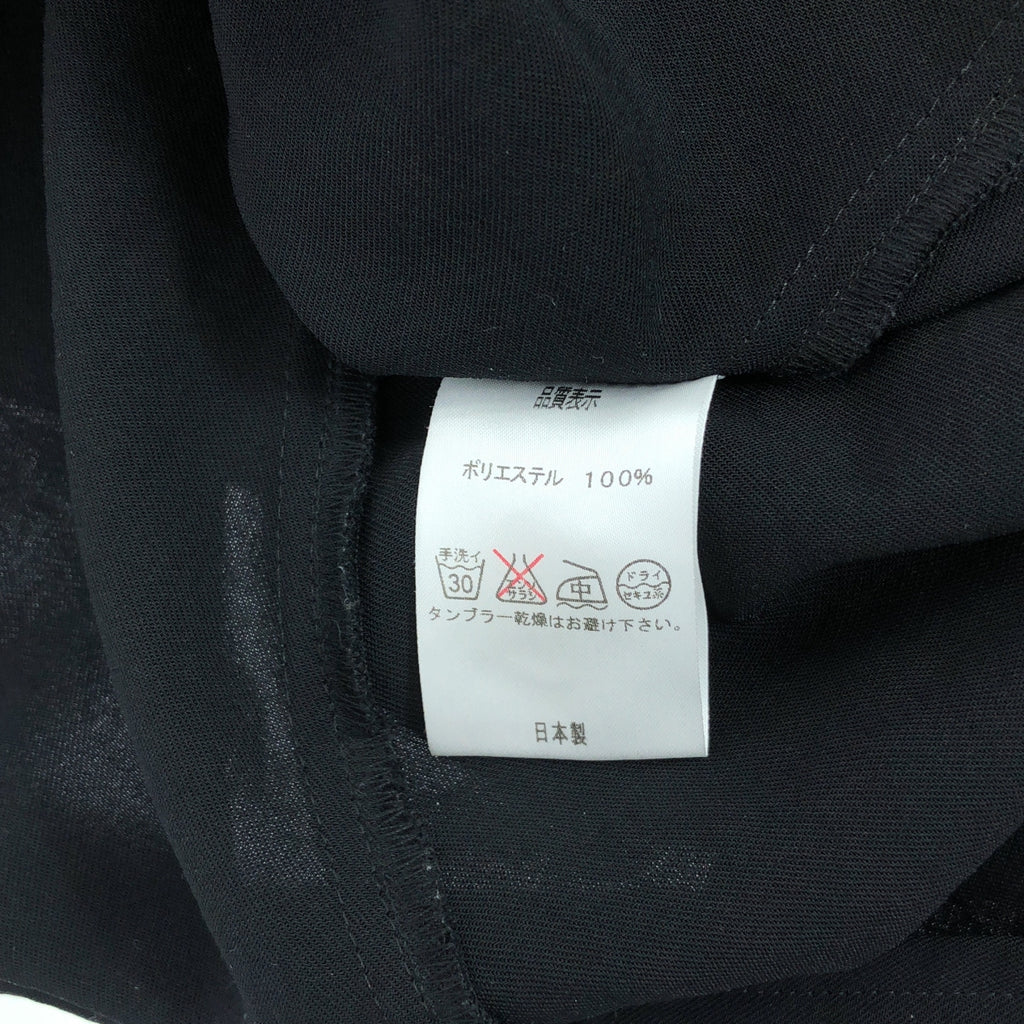 品質表示
ポリエステル 100%
手洗イ
30
エンソ
サラシ
中
ドライ
セキユ系
タンブラー乾燥はお避け下さい。
日本製